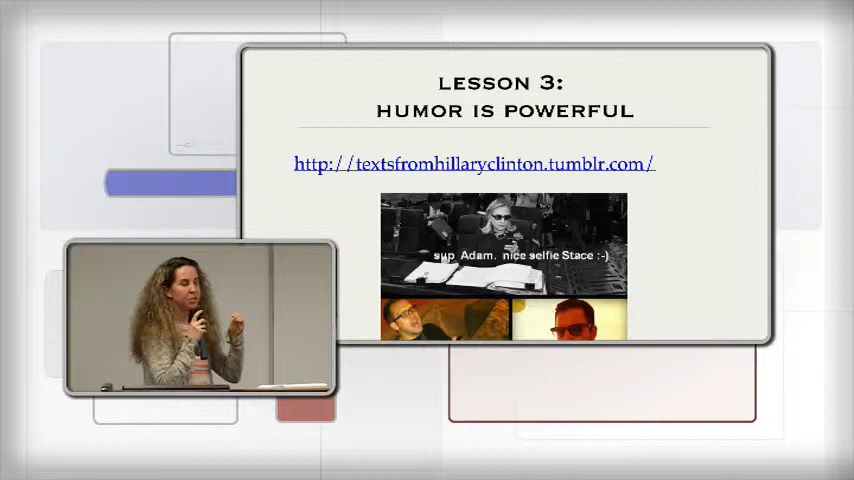 LESSON 3:
HUMOR IS POWERFUL
http://textsfromhillaryclinton.tumblr.com/
sup Adam. nice selfie Stace :-)